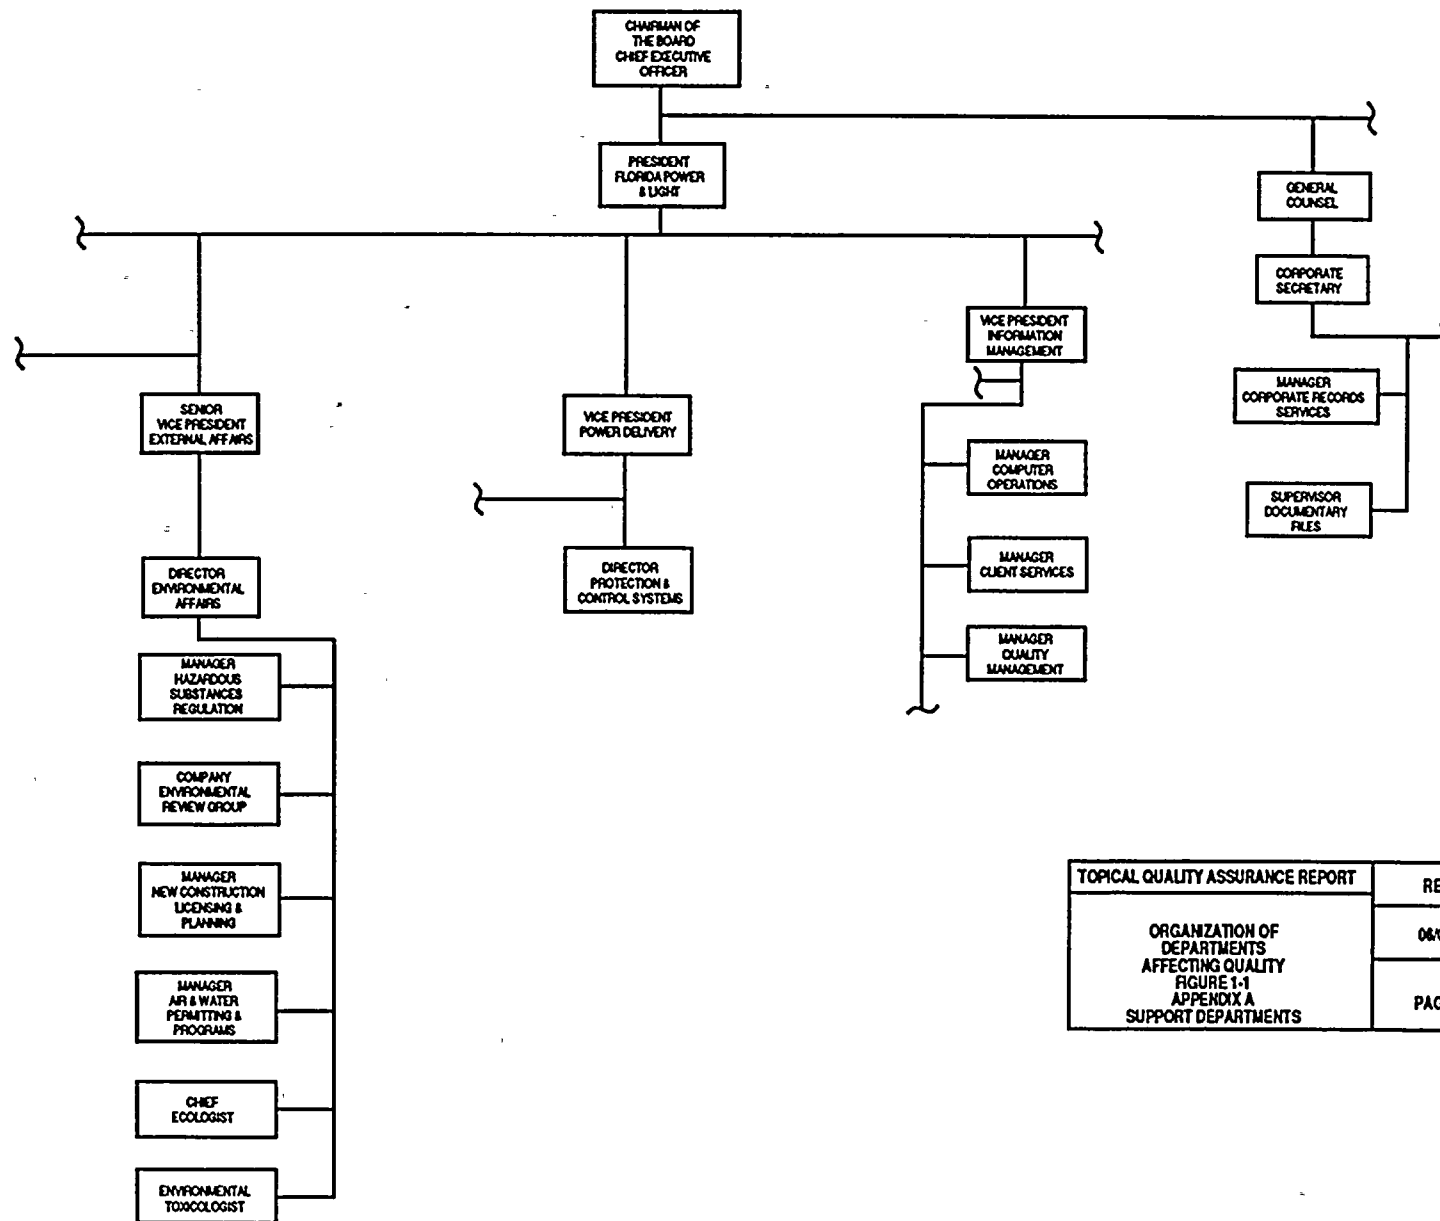 CHAIRMAN OF
THE BOARD
CHIEF EXECUTIVE
OFFICER
PRESIDENT
FLORIDA POWER
& LIGHT
GENERAL
COUNSEL
CORPORATE
SECRETARY
VICE PRESIDENT
INFORMATION
MANAGEMENT
MANAGER
CORPORATE RECORDS
SERVICES
SENIOR
VICE PRESIDENT
EXTERNAL AFFAIRS
VICE PRESIDENT
POWER DELIVERY
MANAGER
COMPUTER
OPERATIONS
SUPERVISOR
DOCUMENTARY
FILES
DIRECTOR
ENVIRONMENTAL
AFFAIRS
DIRECTOR
PROTECTION &
CONTROL SYSTEMS
MANAGER
CLIENT SERVICES
MANAGER
QUALITY
MANAGEMENT
MANAGER
HAZARDOUS
SUBSTANCES
REGULATION
COMPANY
ENVIRONMENTAL
REVIEW GROUP
MANAGER
NEW CONSTRUCTION
LICENSING &
PLANNING
MANAGER
AIR & WATER
PERMITTING &
PROGRAMS
CHIEF
ECOLOGIST
ENVIRONMENTAL
TOXICOLOGIST
TOPICAL QUALITY ASSURANCE REPORT
ORGANIZATION OF
DEPARTMENTS
AFFECTING QUALITY
FIGURE 1-1
APPENDIX A
SUPPORT DEPARTMENTS
RE
PAG